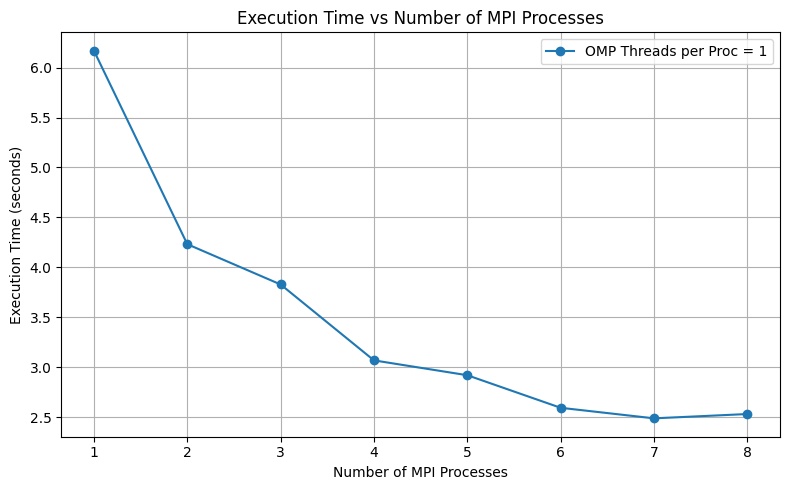 Execution Time vs Number of MPI Processes
OMP Threads per Proc = 1
Execution Time (seconds)
6.0
5.5
5.0
4.5
4.0
3.5
3.0
2.5
1 2 3 4 5 6 7 8
Number of MPI Processes